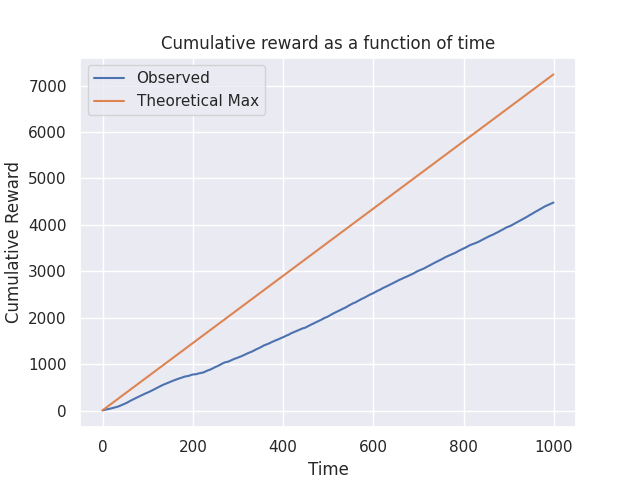 Cumulative reward as a function of time
Observed
Theoretical Max
7000
6000
5000
4000
3000
2000
1000
0
Cumulative Reward
0 200 400 600 800 1000
Time